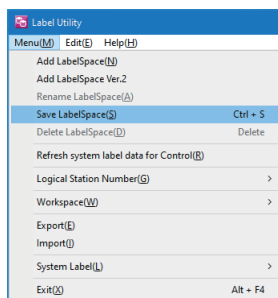 Label Utility
Menu(M) Edit(E) Help(H)
Add LabelSpace(N)
Add LabelSpace Ver.2
Rename LabelSpace(A)
Save LabelSpace(S) Ctrl + S
Delete LabelSpace(D) Delete
Refresh system label data for Control(R)
Logical Station Number(G) >
Workspace(W) >
Export(E)
Import(I)
System Label(L) >
Exit(X) Alt + F4